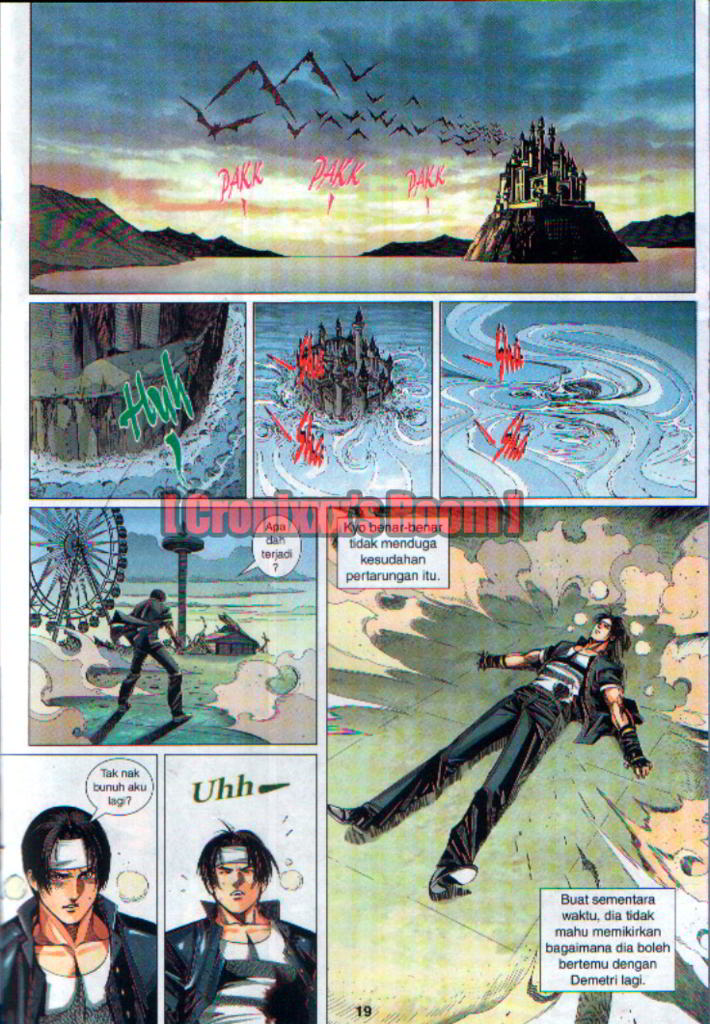 PAKK
PAKK
PAKK
Huh
[ Cronixx's Room ]
Apa
dah
terjadi
?
Kyo benar-benar
tidak menduga
kesudahan
pertarungan itu.
Tak nak
bunuh aku
lagi?
Uhh
Buat sementara
waktu, dia tidak
mahu memikirkan
bagaimana dia boleh
bertemu dengan
Demetri lagi.
19